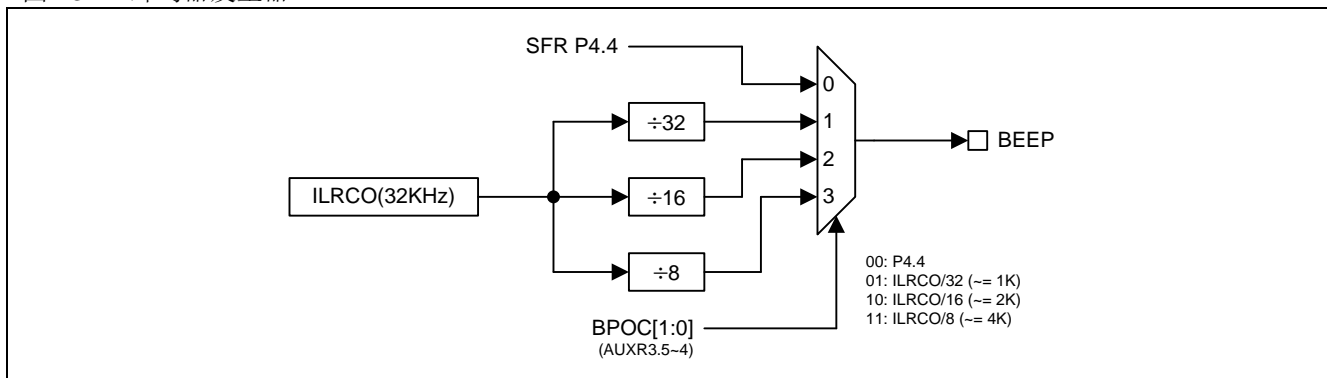 SFR P4.4
0
÷32
1
BEEP
2
ILRCO(32KHz)
÷16
3
÷8
00: P4.4
01: ILRCO/32 (~= 1K)
10: ILRCO/16 (~= 2K)
11: ILRCO/8 (~= 4K)
BPOC[1:0]
(AUXR3.5~4)